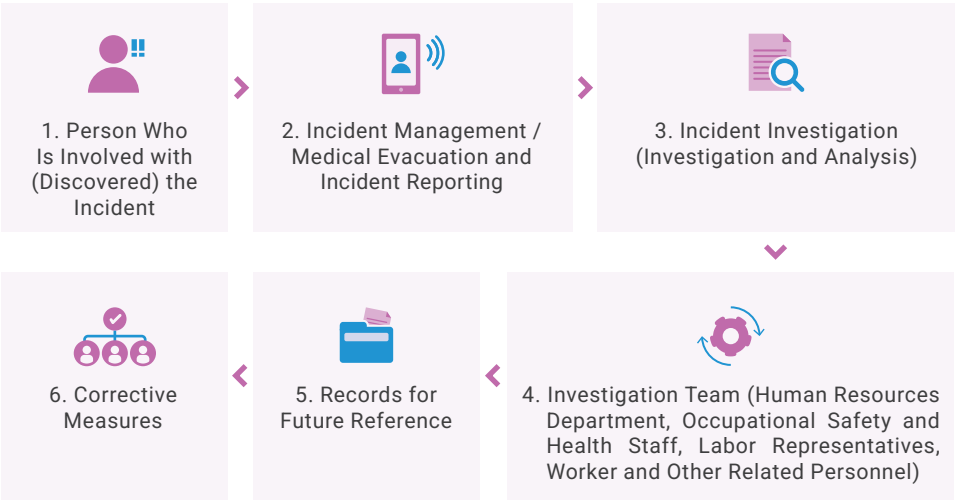 1. Person Who
Is Involved with
(Discovered) the
Incident
2. Incident Management /
Medical Evacuation and
Incident Reporting
3. Incident Investigation
(Investigation and Analysis)
4. Investigation Team (Human Resources
Department, Occupational Safety and
Health Staff, Labor Representatives,
Worker and Other Related Personnel)
5. Records for
Future Reference
6. Corrective
Measures